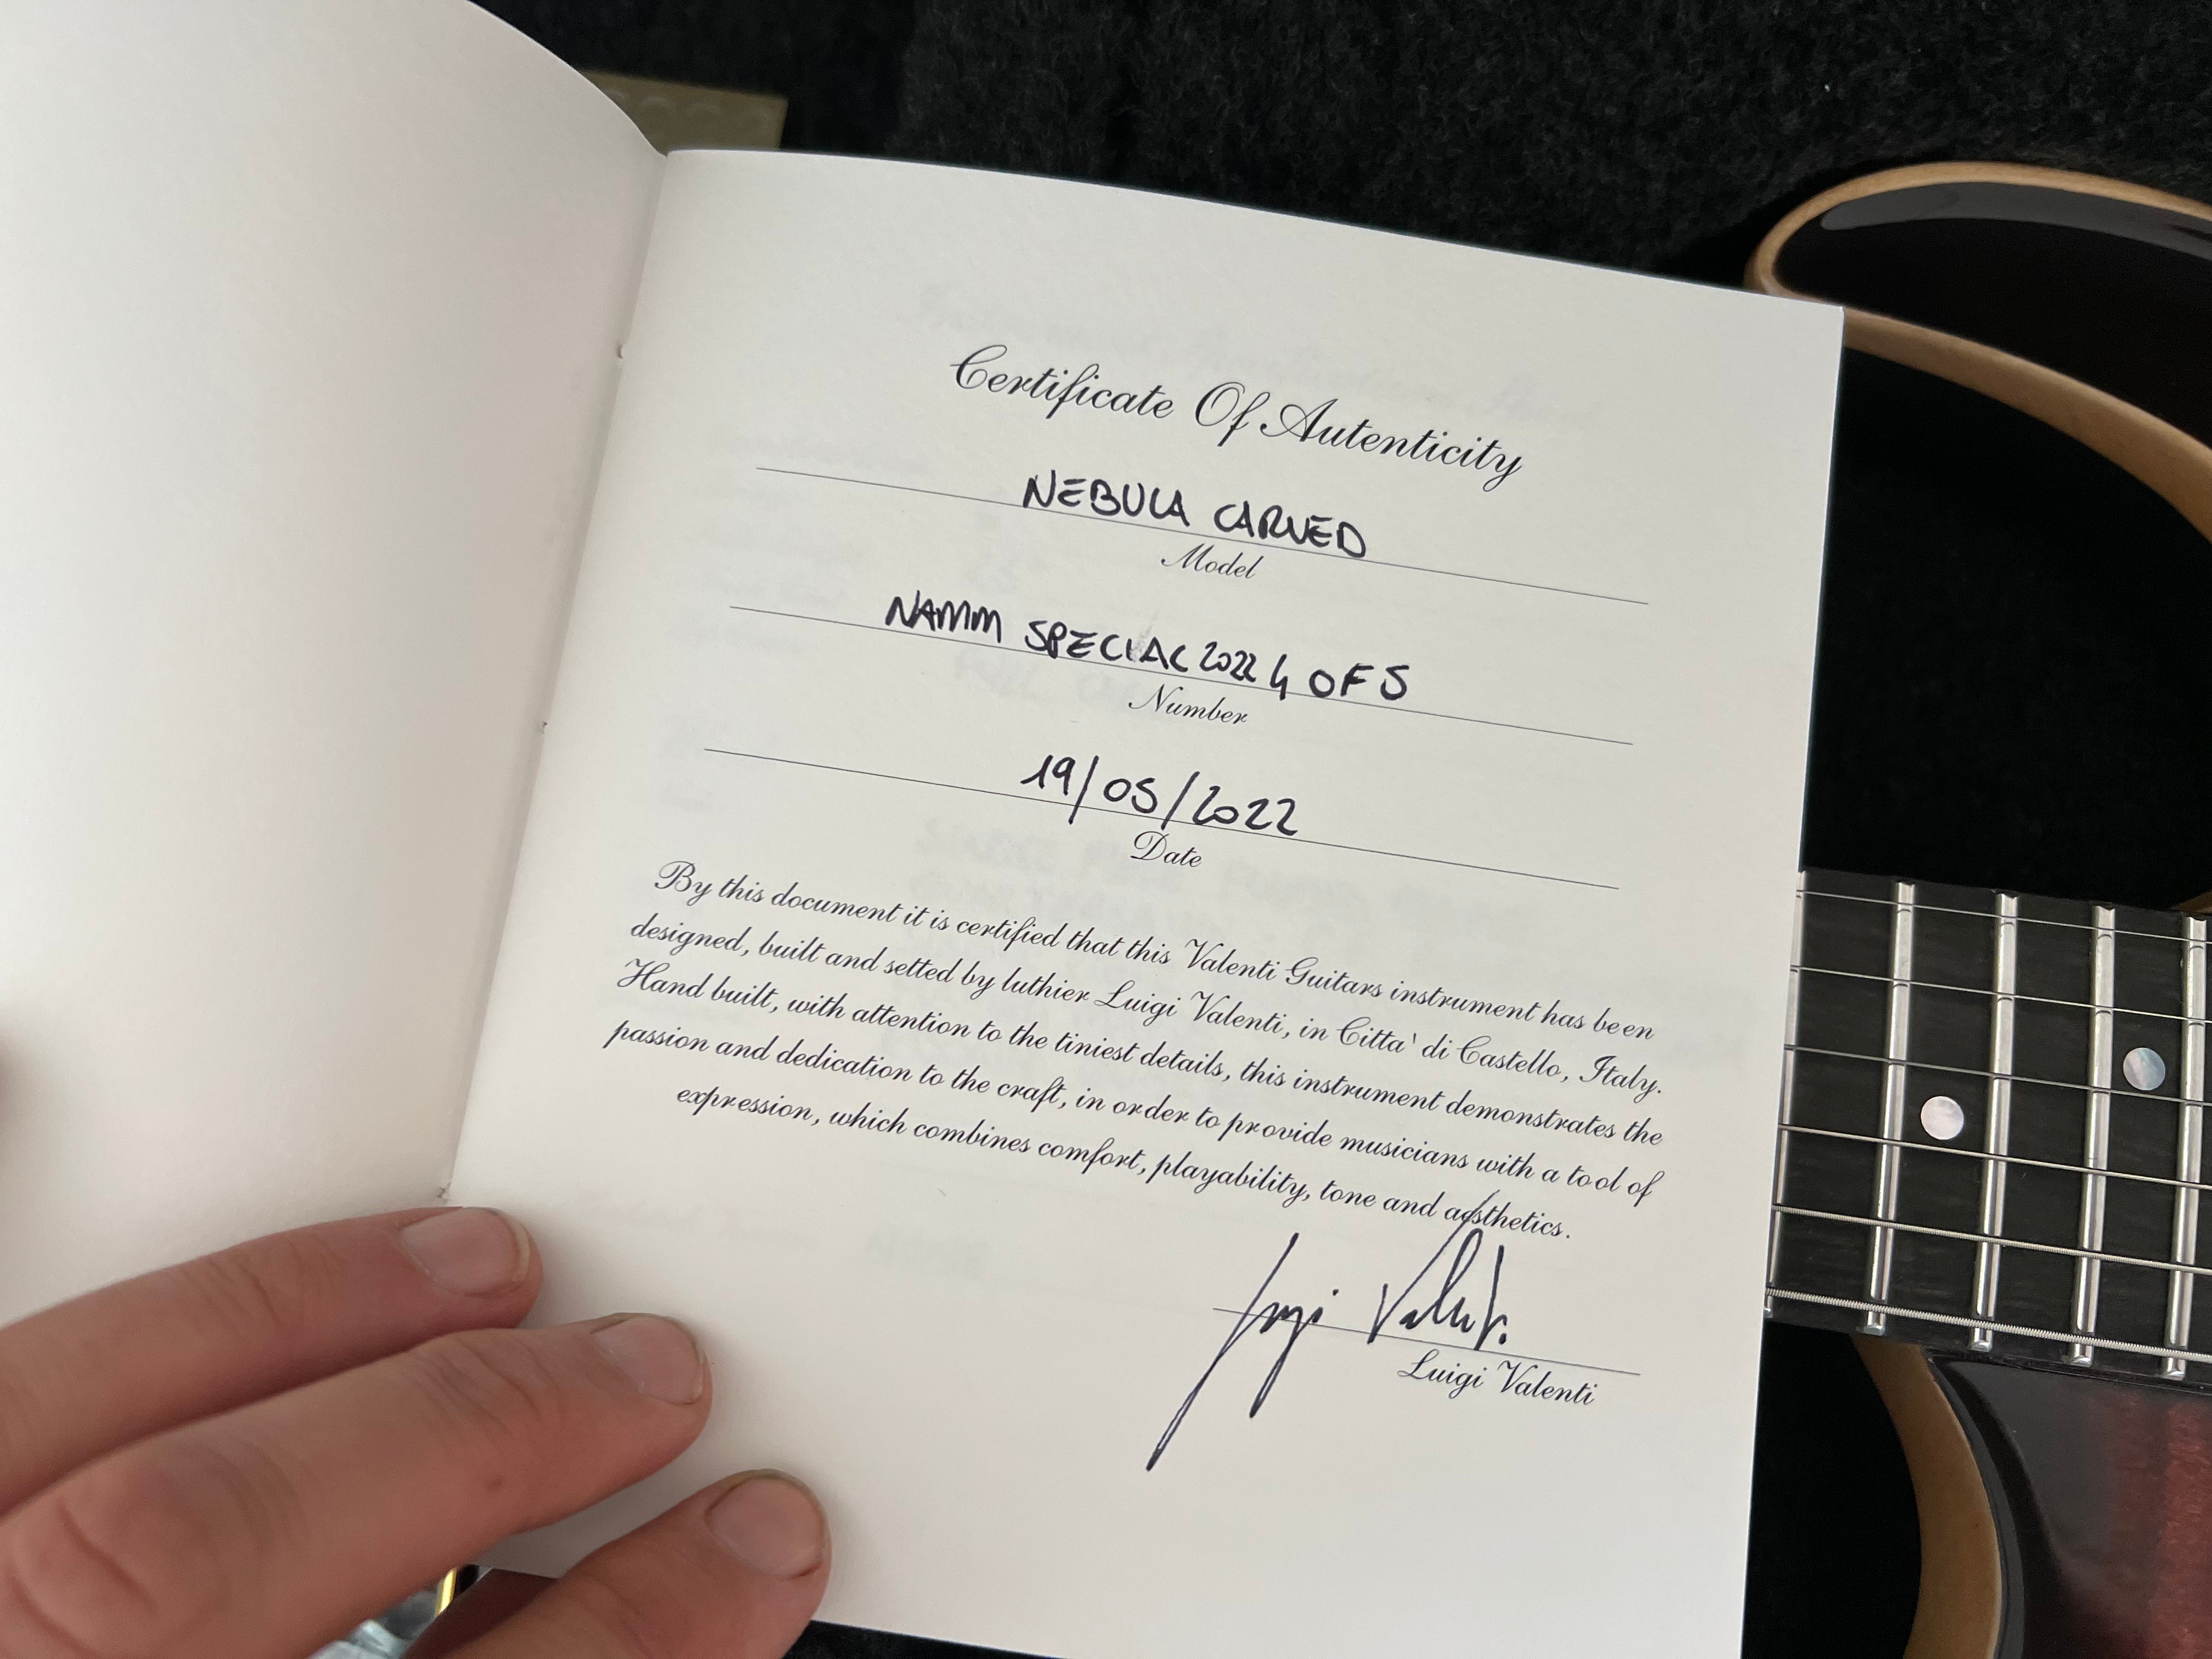 Certificate Of Autenticity
NEBULA CARVED
Model
NAMM SPECIAL 2022 4 OF 5
Number
19/05/2022
Date
By this document it is certified that this Valenti Guitars instrument has been
designed, built and setted by luthier Luigi Valenti, in Citta' di Castello, Italy.
Hand built, with attention to the tiniest details, this instrument demonstrates the
passion and dedication to the craft, in order to provide musicians with a tool of
expression, which combines comfort, playability, tone and aesthetics.
Luigi Valenti
Luigi Valenti